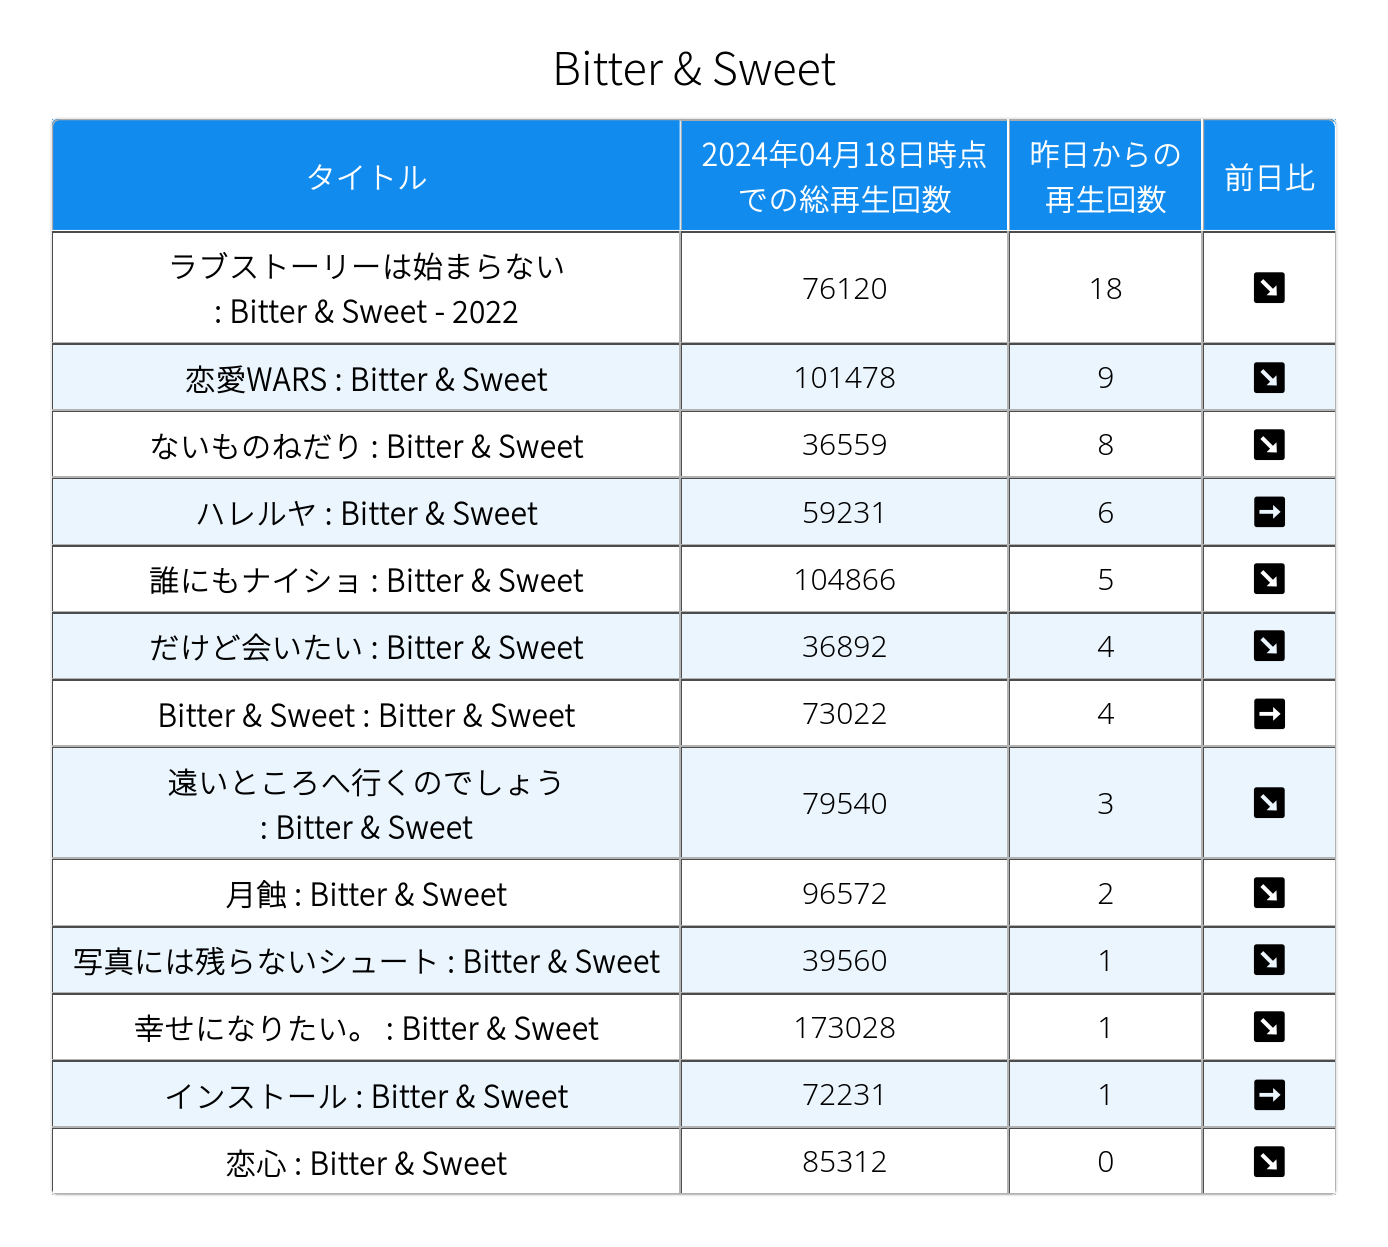 Bitter & Sweet
タイトル
2024年04月18日時点
での総再生回数
昨日からの
再生回数
前日比
ラブストーリーは始まらない
: Bitter & Sweet - 2022
76120
18
恋愛WARS : Bitter & Sweet
101478
9
ないものねだり : Bitter & Sweet
36559
8
ハレルヤ : Bitter & Sweet
59231
6
誰にもナイショ : Bitter & Sweet
104866
5
だけど会いたい : Bitter & Sweet
36892
4
Bitter & Sweet : Bitter & Sweet
73022
4
遠いところへ行くのでしょう
: Bitter & Sweet
79540
3
月蝕 : Bitter & Sweet
96572
2
写真には残らないシュート : Bitter & Sweet
39560
1
幸せになりたい。 : Bitter & Sweet
173028
1
インストール : Bitter & Sweet
72231
1
恋心 : Bitter & Sweet
85312
0